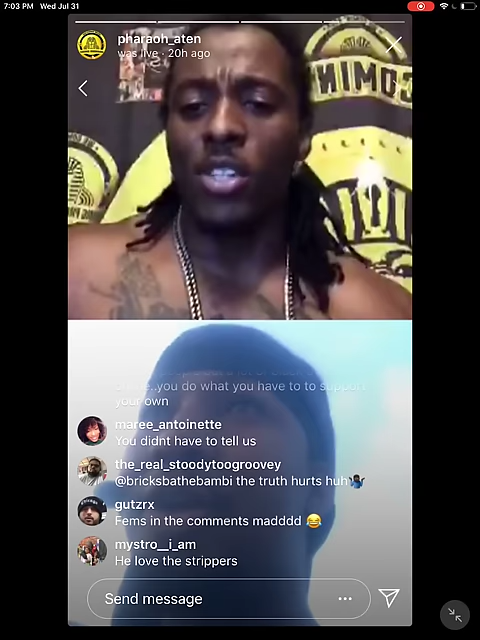 7:03 PM Wed Jul 31
pharaoh_aten
was live · 20h ago
COMIN
you do what you have to to support
your own
maree_antoinette
You didnt have to tell us
the_real_stoodytoogroovey
@bricksbathebambi the truth hurts huh🤷🏿‍♂️
gutzrx
Fems in the comments madddd 😂
mystro__i_am
He love the strippers
Send message